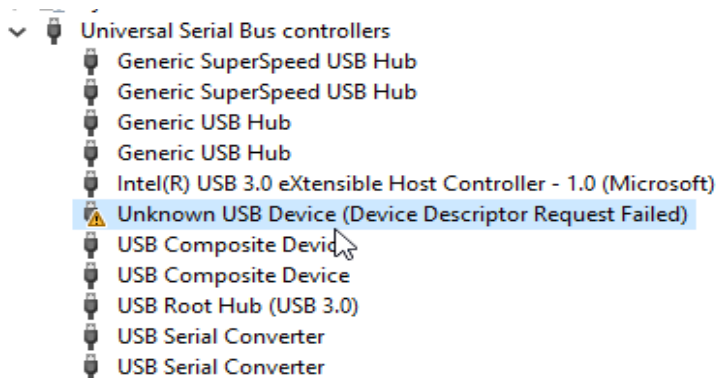 Universal Serial Bus controllers
Generic SuperSpeed USB Hub
Generic SuperSpeed USB Hub
Generic USB Hub
Generic USB Hub
Intel(R) USB 3.0 eXtensible Host Controller - 1.0 (Microsoft)
Unknown USB Device (Device Descriptor Request Failed)
USB Composite Device
USB Composite Device
USB Root Hub (USB 3.0)
USB Serial Converter
USB Serial Converter